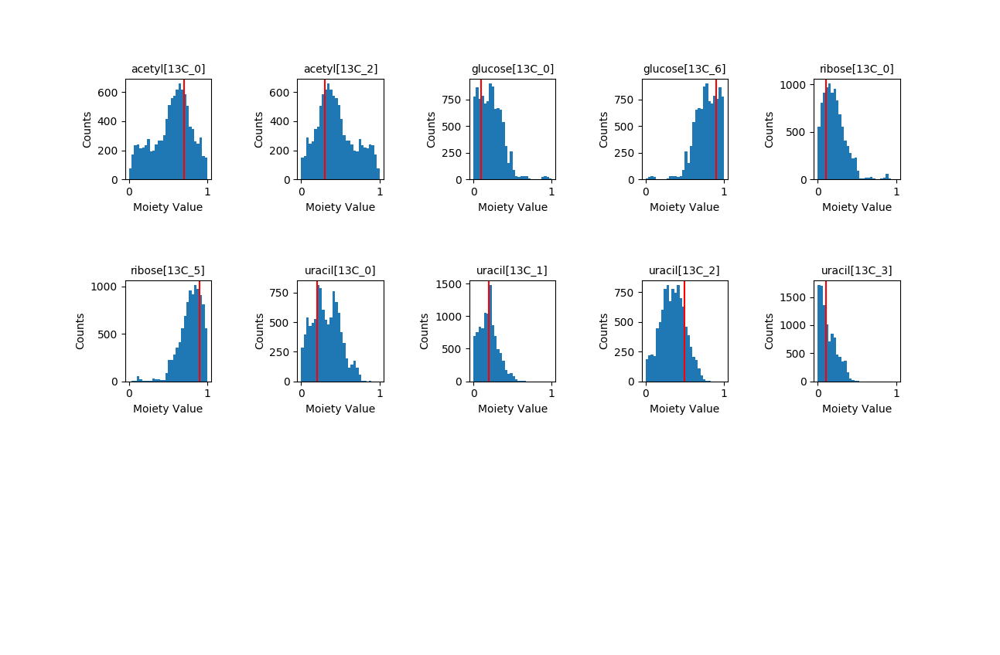 acetyl[13C_0]
Counts
600
400
200
0
0 1
Moiety Value
acetyl[13C_2]
Counts
600
400
200
0
0 1
Moiety Value
glucose[13C_0]
Counts
750
500
250
0
0 1
Moiety Value
glucose[13C_6]
Counts
750
500
250
0
0 1
Moiety Value
ribose[13C_0]
Counts
1000
500
0
0 1
Moiety Value
ribose[13C_5]
Counts
1000
500
0
0 1
Moiety Value
uracil[13C_0]
Counts
750
500
250
0
0 1
Moiety Value
uracil[13C_1]
Counts
1500
1000
500
0
0 1
Moiety Value
uracil[13C_2]
Counts
750
500
250
0
0 1
Moiety Value
uracil[13C_3]
Counts
1500
1000
500
0
0 1
Moiety Value